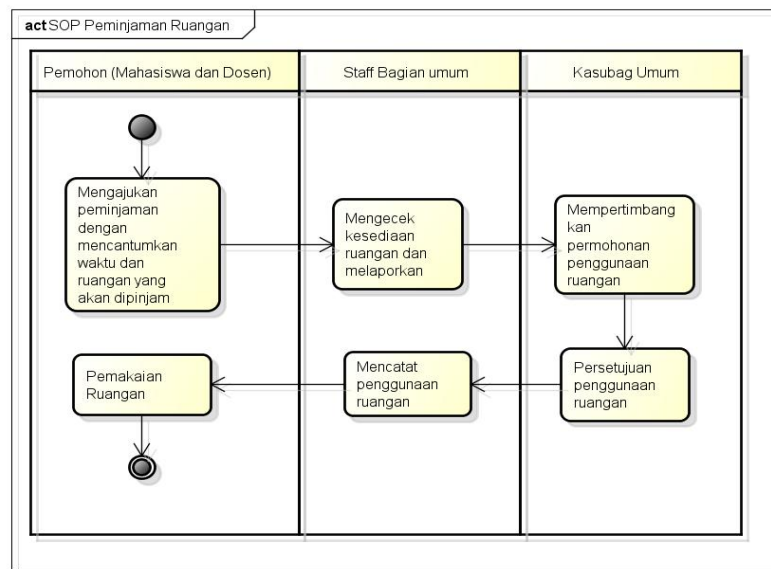 act SOP Peminjaman Ruangan
Pemohon (Mahasiswa dan Dosen)
Staff Bagian umum
Kasubag Umum
Mengajukan
peminjaman
dengan
mencantumkan
waktu dan
ruangan yang
akan dipinjam
Mengecek
kesediaan
ruangan dan
melaporkan
Mempertimbang
kan
permohonan
penggunaan
ruangan
Pemakaian
Ruangan
Mencatat
penggunaan
ruangan
Persetujuan
penggunaan
ruangan